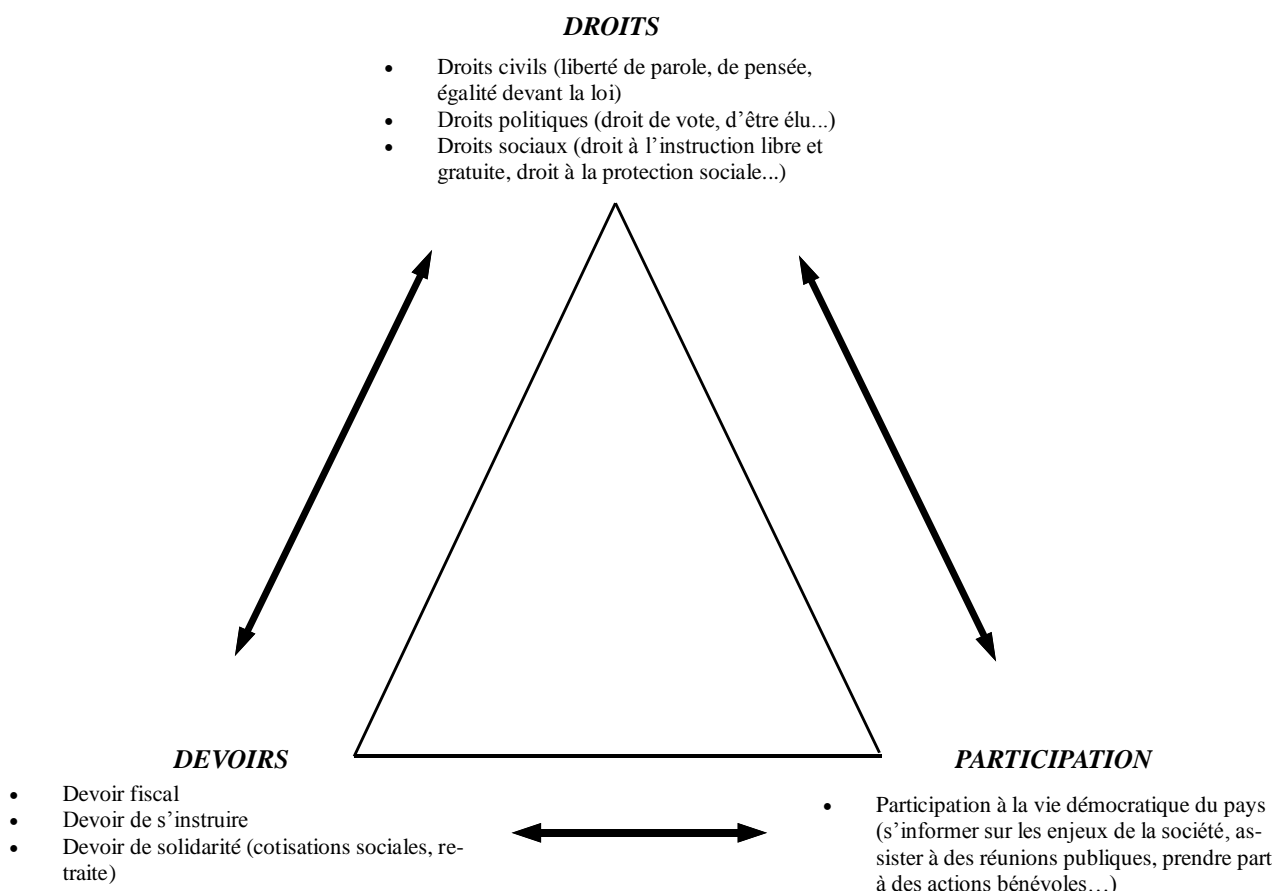 DROITS
• Droits civils (liberté de parole, de pensée,
égalité devant la loi)
• Droits politiques (droit de vote, d’être élu...)
• Droits sociaux (droit à l’instruction libre et
gratuite, droit à la protection sociale...)
DEVOIRS
• Devoir fiscal
• Devoir de s’instruire
• Devoir de solidarité (cotisations sociales, re-
traite)
PARTICIPATION
• Participation à la vie démocratique du pays
(s’informer sur les enjeux de la société, as-
sister à des réunions publiques, prendre part
à des actions bénévoles…)